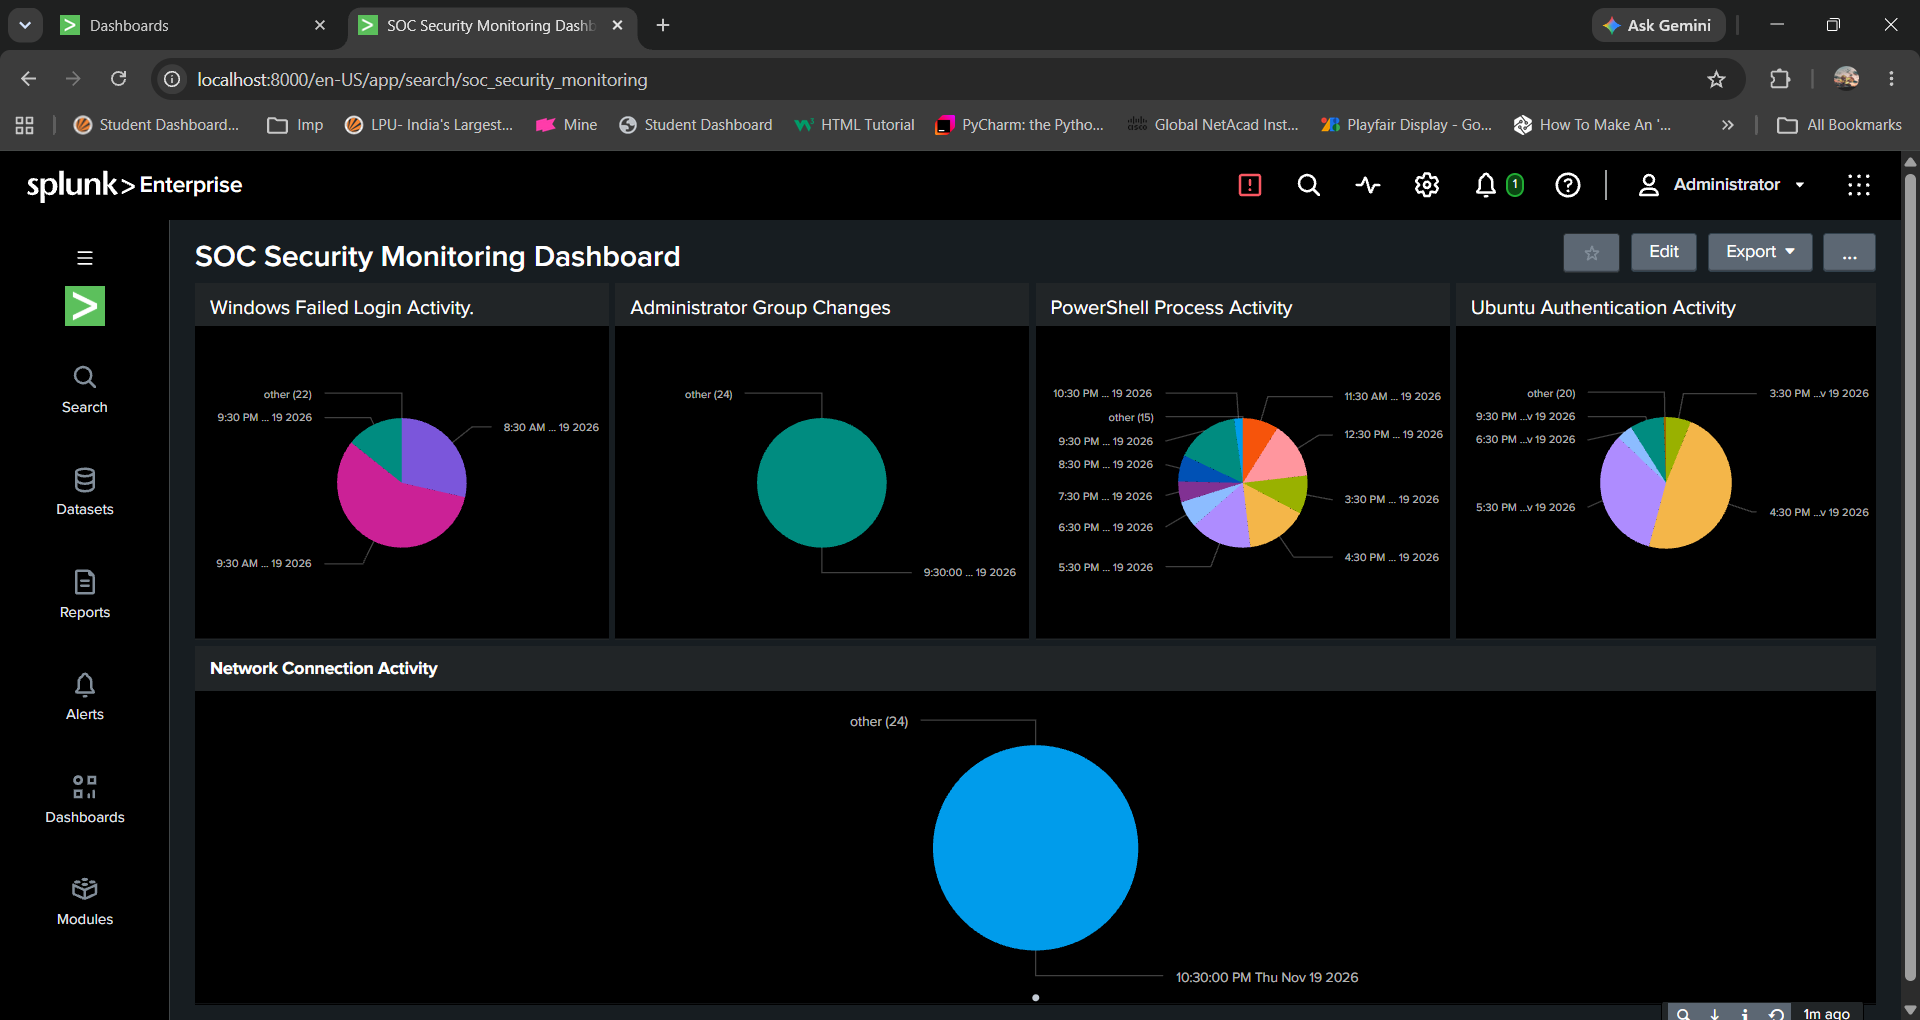 Dashboards
SOC Security Monitoring Dashb
Ask Gemini
localhost:8000/en-US/app/search/soc_security_monitoring
Student Dashboard...
Imp
LPU- India's Largest...
Mine
Student Dashboard
HTML Tutorial
PyCharm: the Pytho...
Global NetAcad Inst...
Playfair Display - Go...
How To Make An '...
All Bookmarks
splunk>Enterprise
1
Administrator
SOC Security Monitoring Dashboard
Edit
Export
...
Search
Datasets
Reports
Alerts
Dashboards
Modules
Windows Failed Login Activity.
other (22)
9:30 PM ... 19 2026
8:30 AM ... 19 2026
9:30 AM ... 19 2026
Administrator Group Changes
other (24)
9:30:00 ... 19 2026
PowerShell Process Activity
10:30 PM ... 19 2026
other (15)
9:30 PM ... 19 2026
8:30 PM ... 19 2026
7:30 PM ... 19 2026
6:30 PM ... 19 2026
5:30 PM ... 19 2026
11:30 AM ... 19 2026
12:30 PM ... 19 2026
3:30 PM ... 19 2026
4:30 PM ... 19 2026
Ubuntu Authentication Activity
other (20)
9:30 PM ...v 19 2026
6:30 PM ...v 19 2026
5:30 PM ...v 19 2026
3:30 PM ...v 19 2026
4:30 PM ...v 19 2026
Network Connection Activity
other (24)
10:30:00 PM Thu Nov 19 2026
1m ago